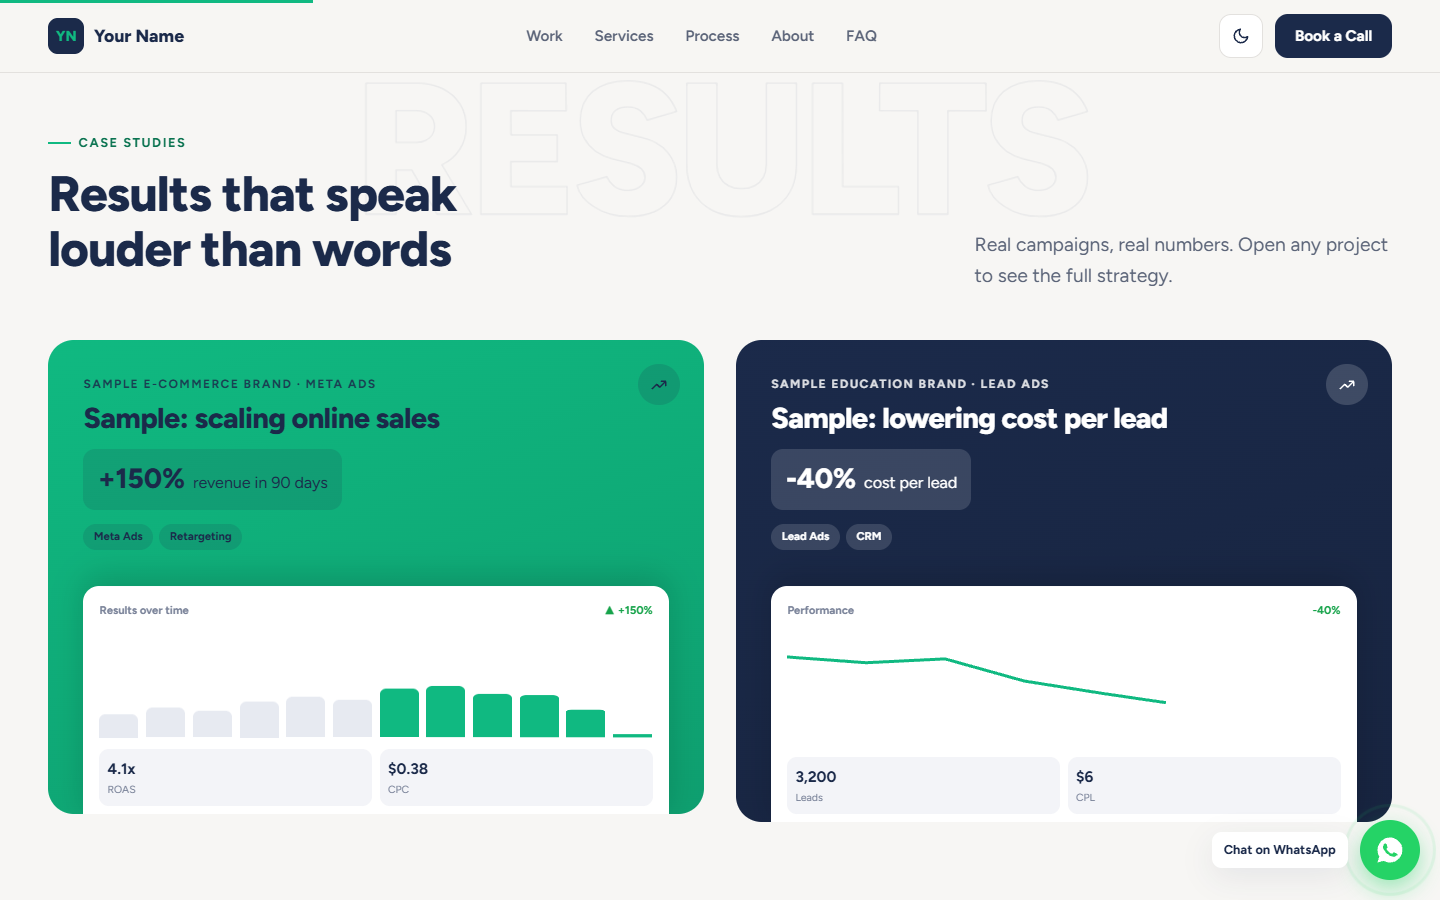 YN Your Name
Work Services Process About FAQ
Book a Call
RESULTS
CASE STUDIES
Results that speak
louder than words
Real campaigns, real numbers. Open any project
to see the full strategy.
SAMPLE E-COMMERCE BRAND · META ADS
Sample: scaling online sales
+150% revenue in 90 days
Meta Ads Retargeting
Results over time ▲ +150%
4.1x
ROAS
$0.38
CPC
SAMPLE EDUCATION BRAND · LEAD ADS
Sample: lowering cost per lead
-40% cost per lead
Lead Ads CRM
Performance -40%
3,200
Leads
$6
CPL
Chat on WhatsApp